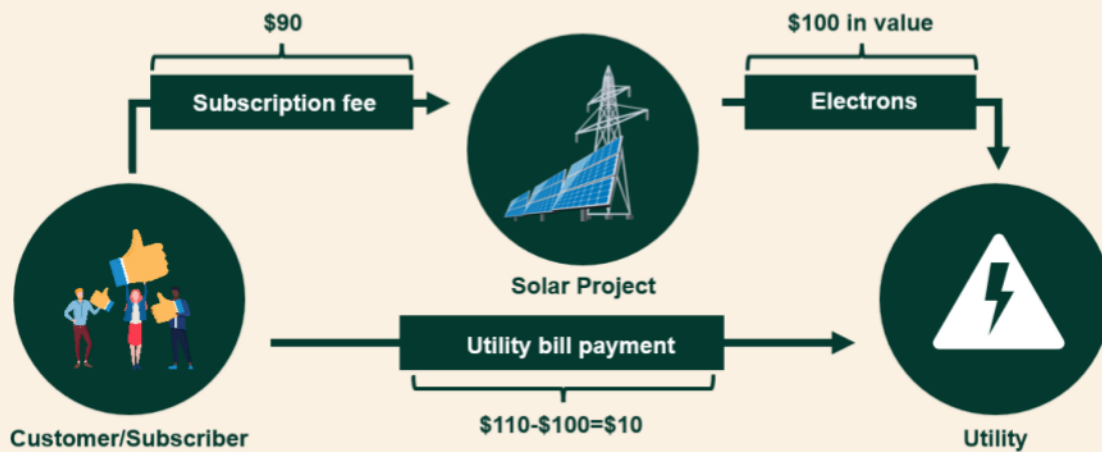 $90
$100 in value
Subscription fee
Electrons
Solar Project
Utility bill payment
$110-$100=$10
Customer/Subscriber
Utility